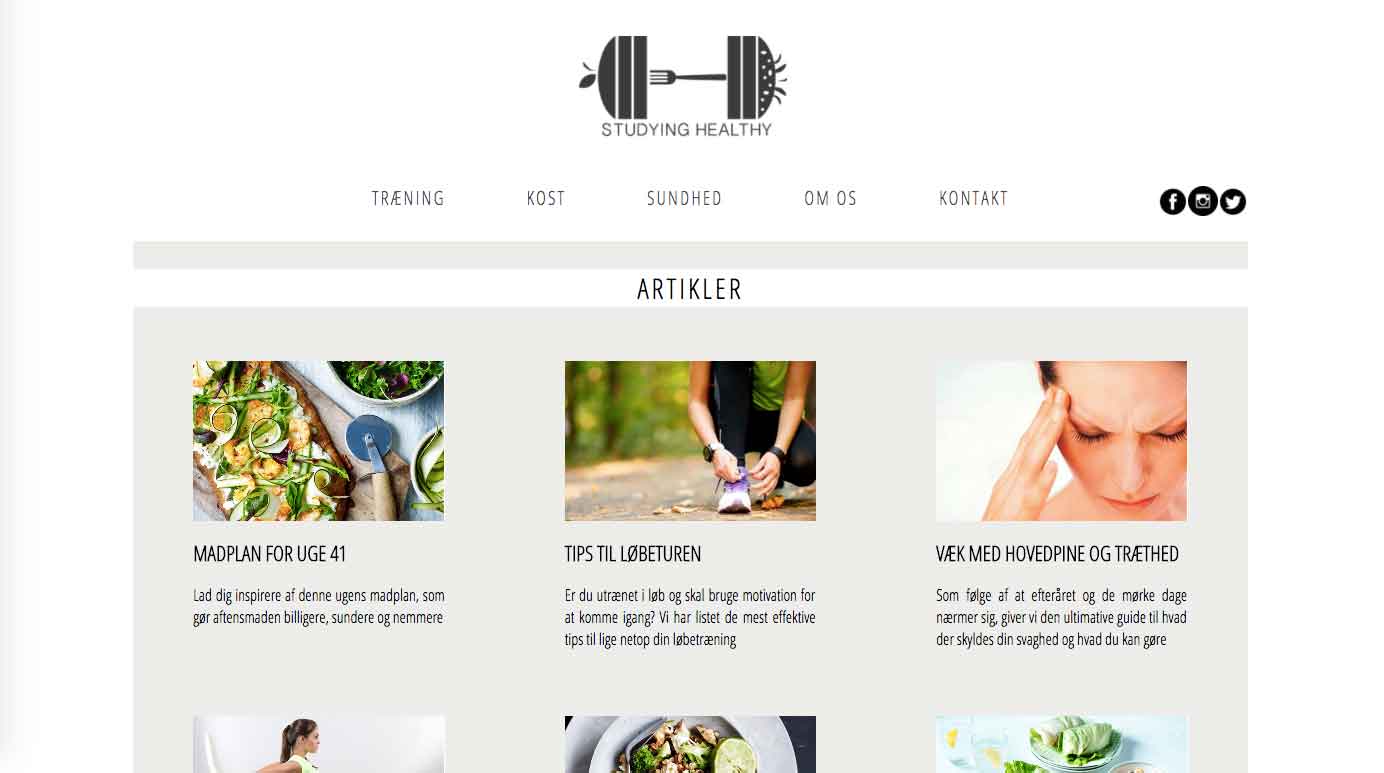 STUDYING HEALTHY
TRÆNING KOST SUNDHED OM OS KONTAKT
ARTIKLER
MADPLAN FOR UGE 41
Lad dig inspirere af denne ugens madplan, som
gør aftensmaden billigere, sundere og nemmere
TIPS TIL LØBETUREN
Er du utrænet i løb og skal bruge motivation for
at komme igang? Vi har listet de mest effektive
tips til lige netop din løbetræning
VÆK MED HOVEDPINE OG TRÆTHED
Som følge af at efteråret og de mørke dage
nærmer sig, giver vi den ultimative guide til hvad
der skyldes din svaghed og hvad du kan gøre